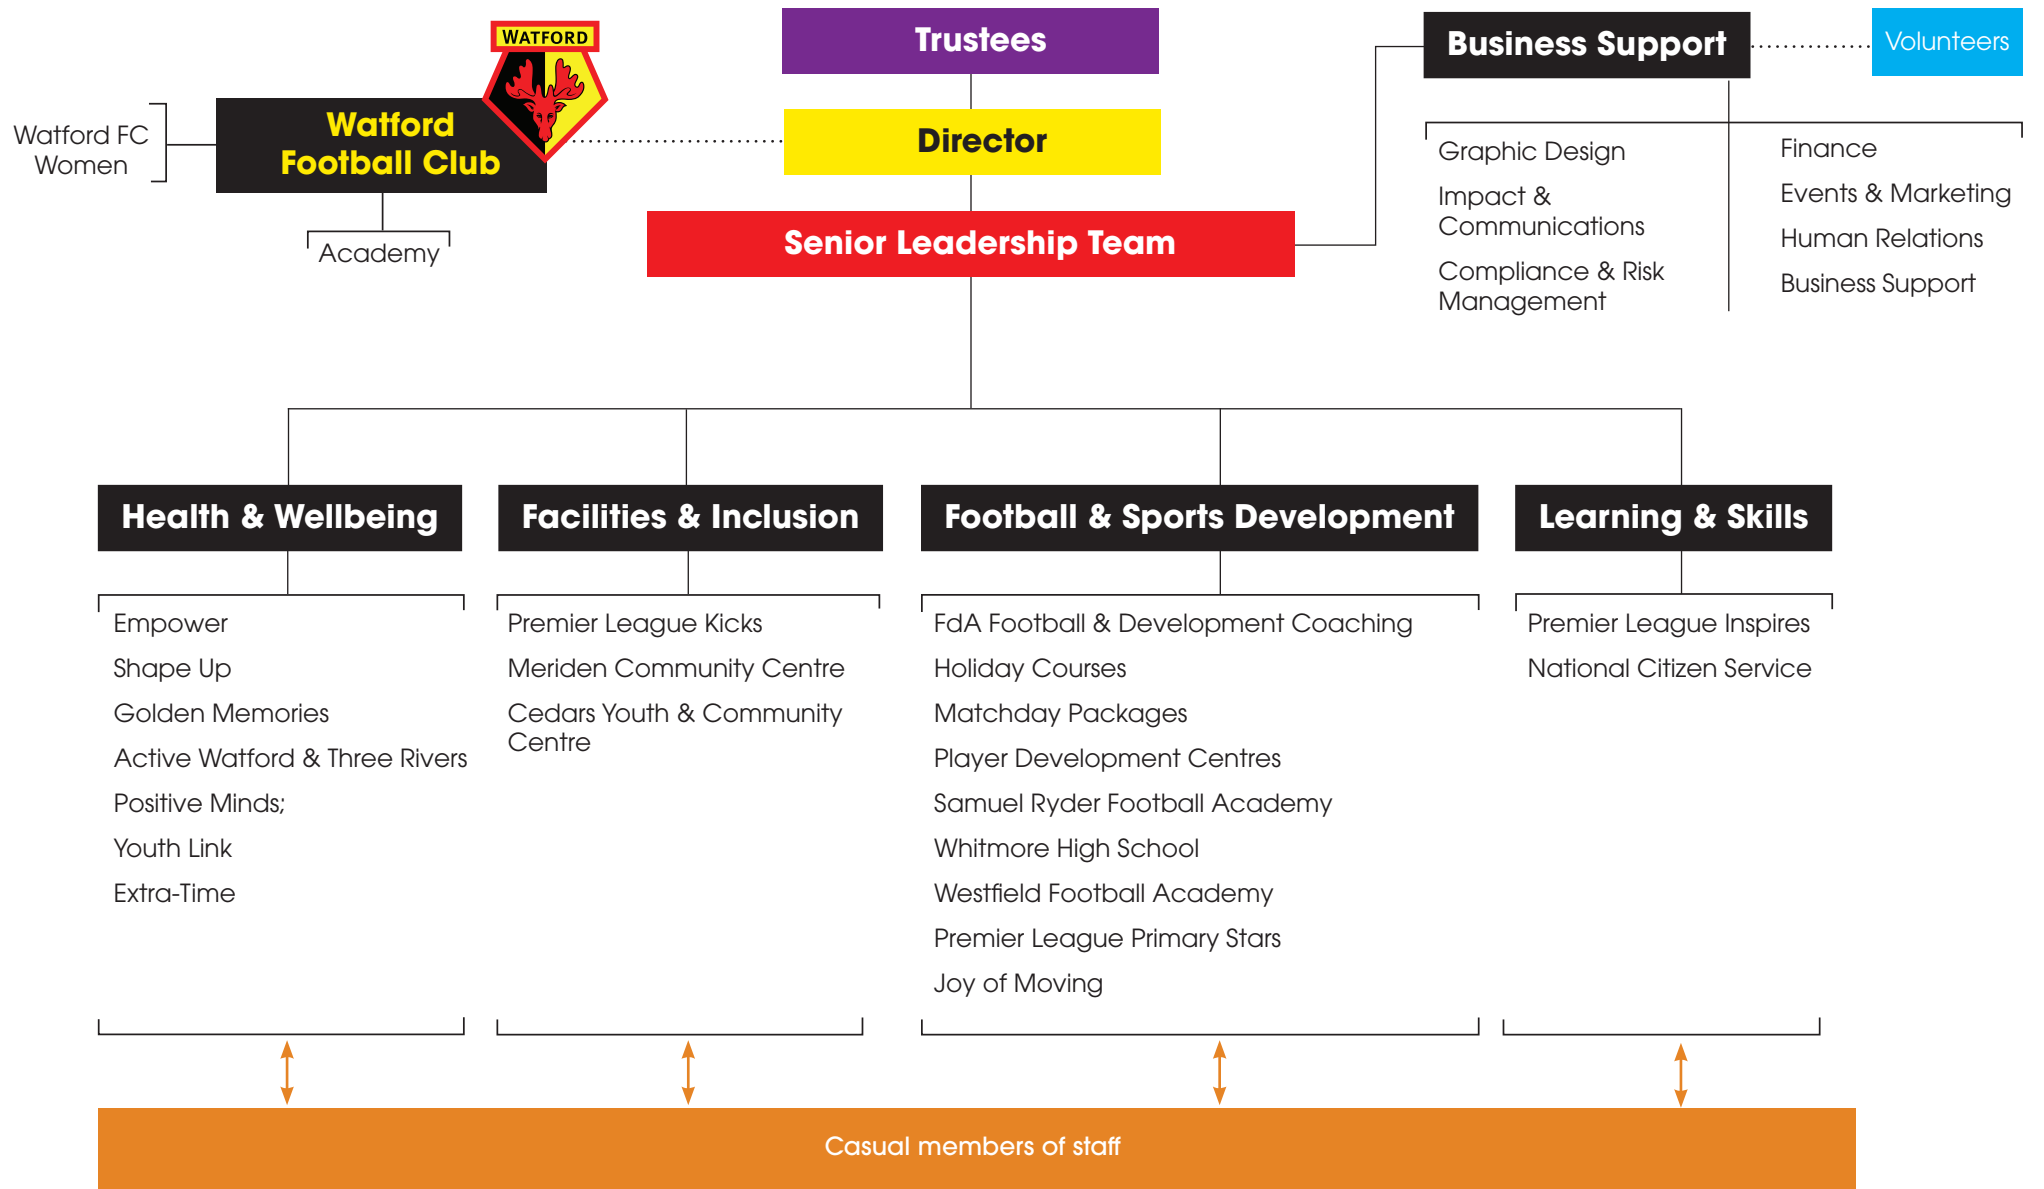 WATFORD
Watford
Football Club
Watford FC
Women
Academy
Trustees
Director
Senior Leadership Team
Business Support
Volunteers
Graphic Design
Impact &
Communications
Compliance & Risk
Management
Finance
Events & Marketing
Human Relations
Business Support
Health & Wellbeing
Empower
Shape Up
Golden Memories
Active Watford & Three Rivers
Positive Minds;
Youth Link
Extra-Time
Facilities & Inclusion
Premier League Kicks
Meriden Community Centre
Cedars Youth & Community
Centre
Football & Sports Development
FdA Football & Development Coaching
Holiday Courses
Matchday Packages
Player Development Centres
Samuel Ryder Football Academy
Whitmore High School
Westfield Football Academy
Premier League Primary Stars
Joy of Moving
Learning & Skills
Premier League Inspires
National Citizen Service
Casual members of staff